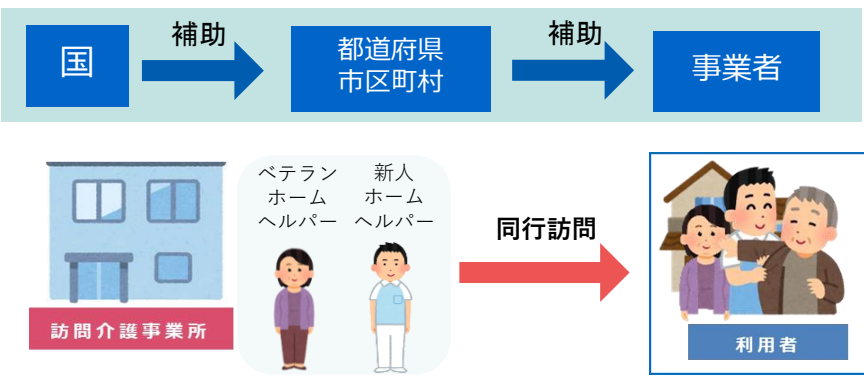 補助
補助
国
都道府県
市区町村
事業者
ベテラン
ホーム
ヘルパー
新人
ホーム
ヘルパー
同行訪問
訪問介護事業所
利用者